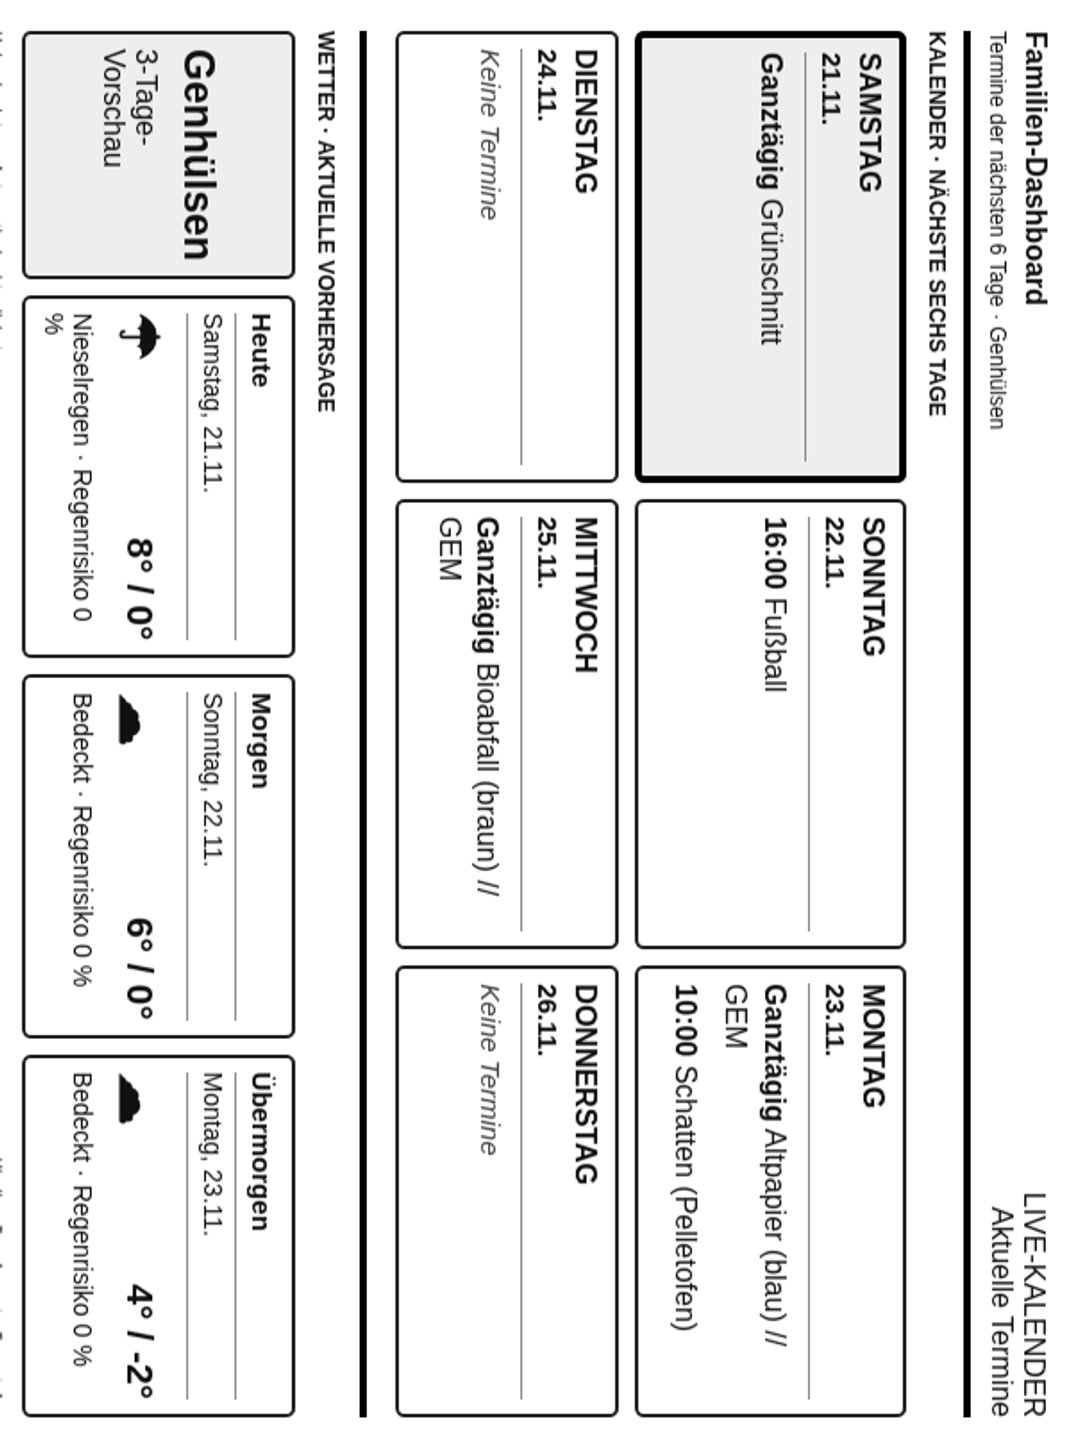 Familien-Dashboard
Termine der nächsten 6 Tage · Genhülsen
LIVE-KALENDER
Aktuelle Termine
KALENDER · NÄCHSTE SECHS TAGE
SAMSTAG
21.11.
Ganztägig Grünschnitt
SONNTAG
22.11.
16:00 Fußball
MONTAG
23.11.
Ganztägig Altpapier (blau) //
GEM
10:00 Schatten (Pelletofen)
DIENSTAG
24.11.
Keine Termine
MITTWOCH
25.11.
Ganztägig Bioabfall (braun) //
GEM
DONNERSTAG
26.11.
Keine Termine
WETTER · AKTUELLE VORHERSAGE
Genhülsen
3-Tage-
Vorschau
Heute
Samstag, 21.11.
8° / 0°
Nieselregen · Regenrisiko 0
%
Morgen
Sonntag, 22.11.
6° / 0°
Bedeckt · Regenrisiko 0 %
Übermorgen
Montag, 23.11.
4° / -2°
Bedeckt · Regenrisiko 0 %